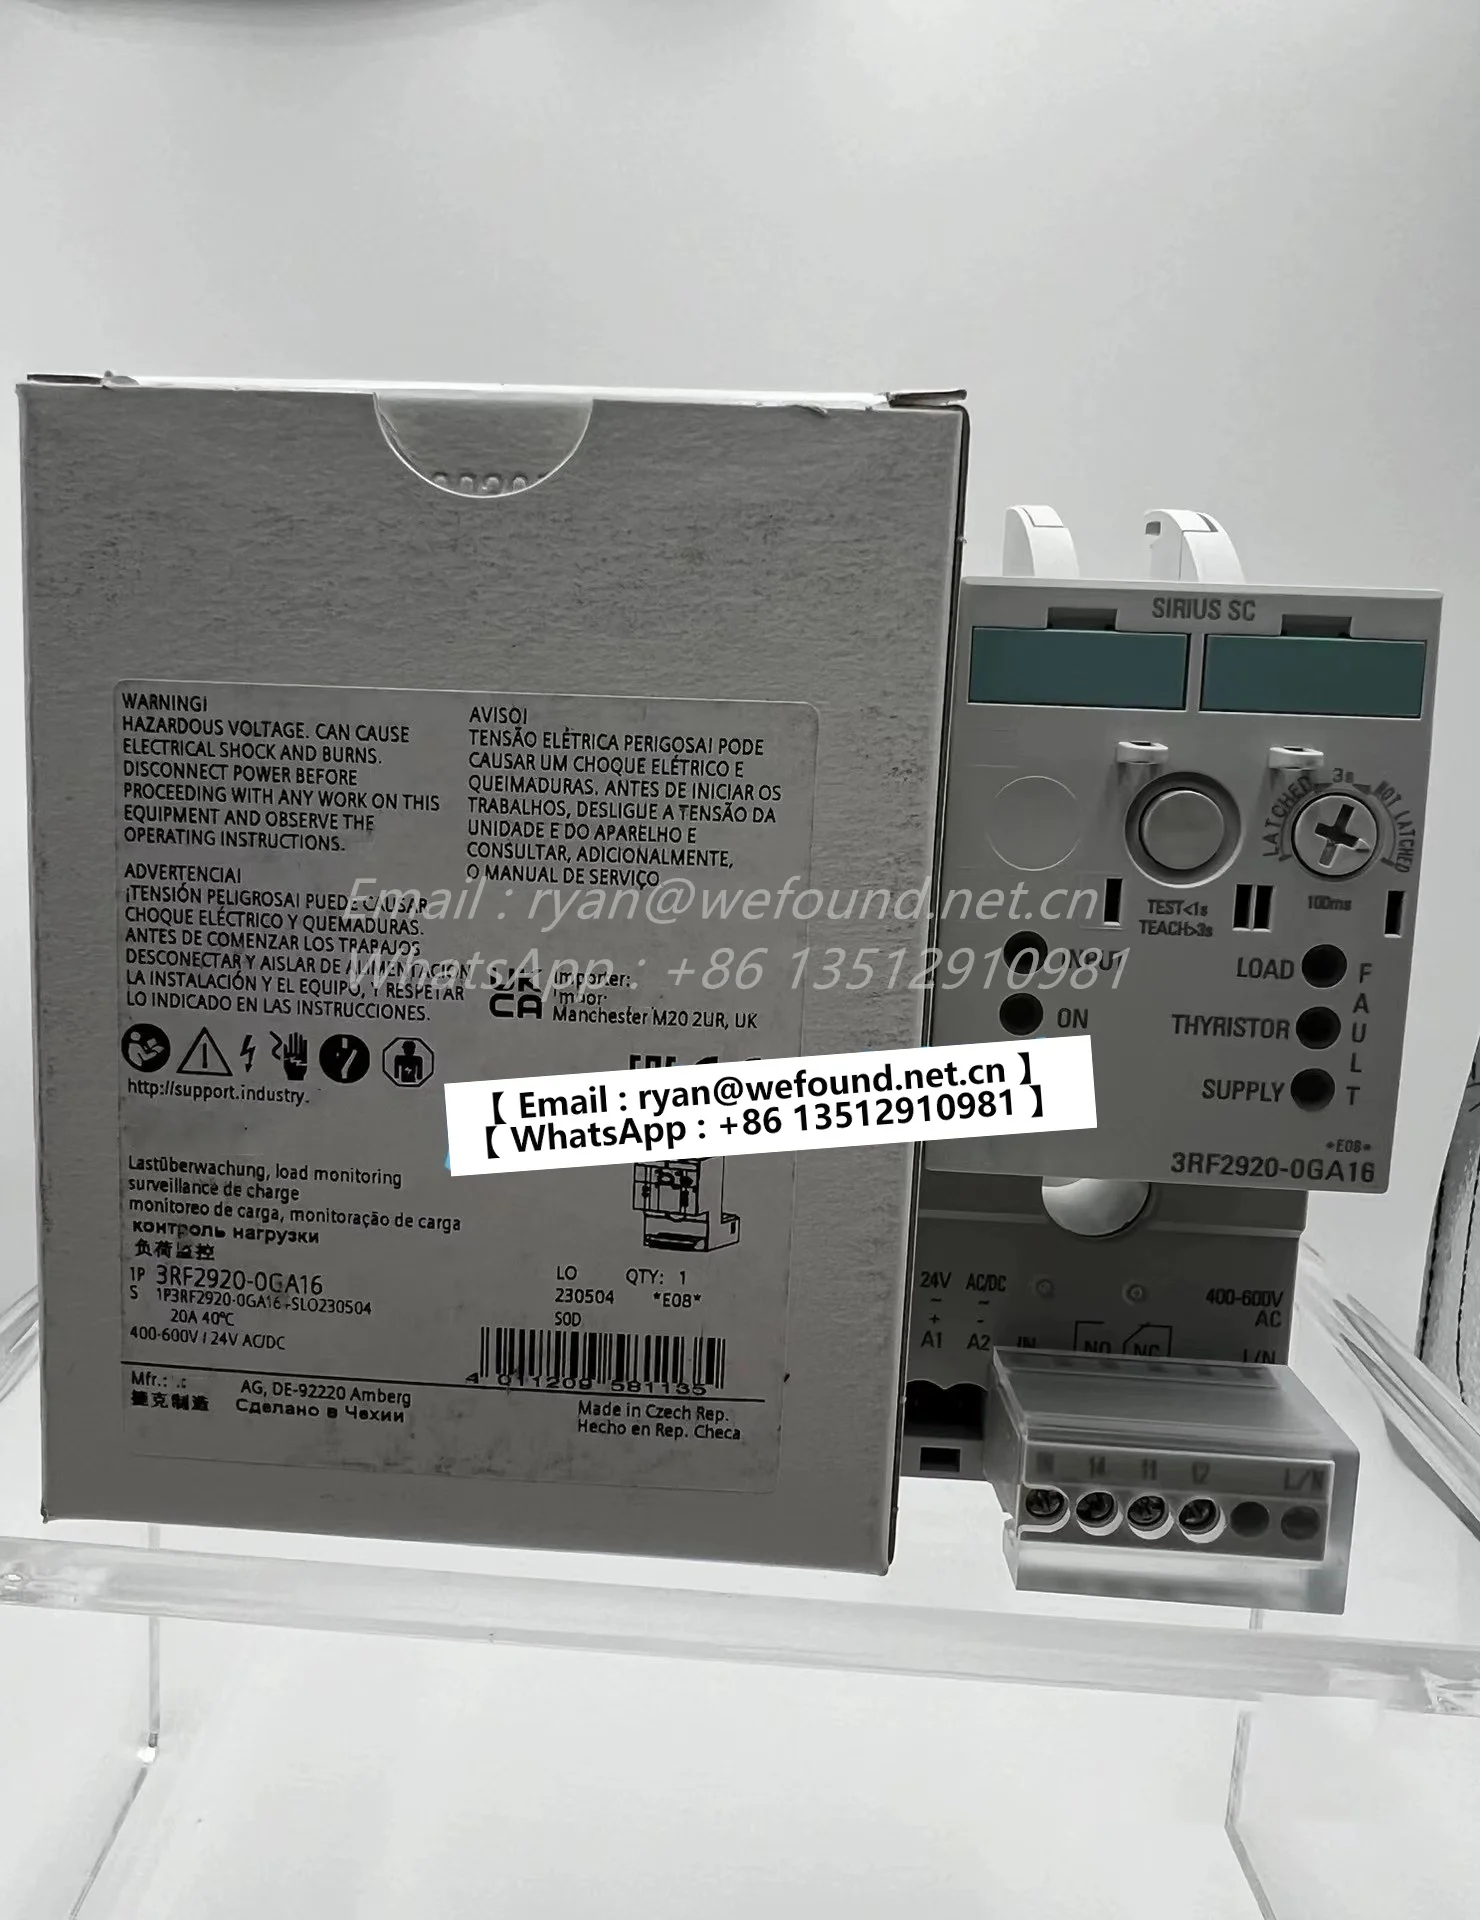 WARNING!
HAZARDOUS VOLTAGE. CAN CAUSE
ELECTRICAL SHOCK AND BURNS.
DISCONNECT POWER BEFORE
PROCEEDING WITH ANY WORK ON THIS
EQUIPMENT AND OBSERVE THE
OPERATING INSTRUCTIONS.
ADVERTENCIA!
¡TENSIÓN PELIGROSA! PUEDE CAUSAR
CHOQUE ELÉCTRICO Y QUEMADURAS.
ANTES DE COMENZAR LOS TRABAJOS
DESCONECTAR Y AISLAR DE ALIMENTACIÓN
LA INSTALACIÓN Y EL EQUIPO, Y RESPETAR
LO INDICADO EN LAS INSTRUCCIONES.
http://support.industry.
AVISO!
TENSÃO ELÉTRICA PERIGOSA! PODE
CAUSAR UM CHOQUE ELÉTRICO E
QUEIMADURAS. ANTES DE INICIAR OS
TRABALHOS, DESLIGUE A TENSÃO DA
UNIDADE E DO APARELHO E
CONSULTAR, ADICIONALMENTE,
O MANUAL DE SERVIÇO
UK
CA
Importer:
Manchester M20 2UR, UK
Email : ryan@wefound.net.cn
WhatsApp : +86 13512910981
【 Email : ryan@wefound.net.cn 】
【 WhatsApp : +86 13512910981 】
Lastüberwachung, load monitoring
surveillance de charge
monitoreo de carga, monitoração de carga
контроль нагрузки
负荷监控
1P 3RF2920-0GA16
S 1P3RF2920-0GA16+SLO230504
20A 40°C
400-600V / 24V AC/DC
LO QTY: 1
230504 *E08*
S0D
4 011209 581135
Mfr.: AG, DE-92220 Amberg
捷克制造 Сделано в Чехии
Made in Czech Rep.
Hecho en Rep. Checa
SIRIUS SC
LATCHED 3s NOT LATCHED
100ms
TEST<1s
TEACH>3s
INPUT
ON
LOAD
THYRISTOR
SUPPLY
FAULT
*E08*
3RF2920-0GA16
24V AC/DC
400-600V
AC
A1 A2 IN NO NC L/N
IN 14 11 12 L/N